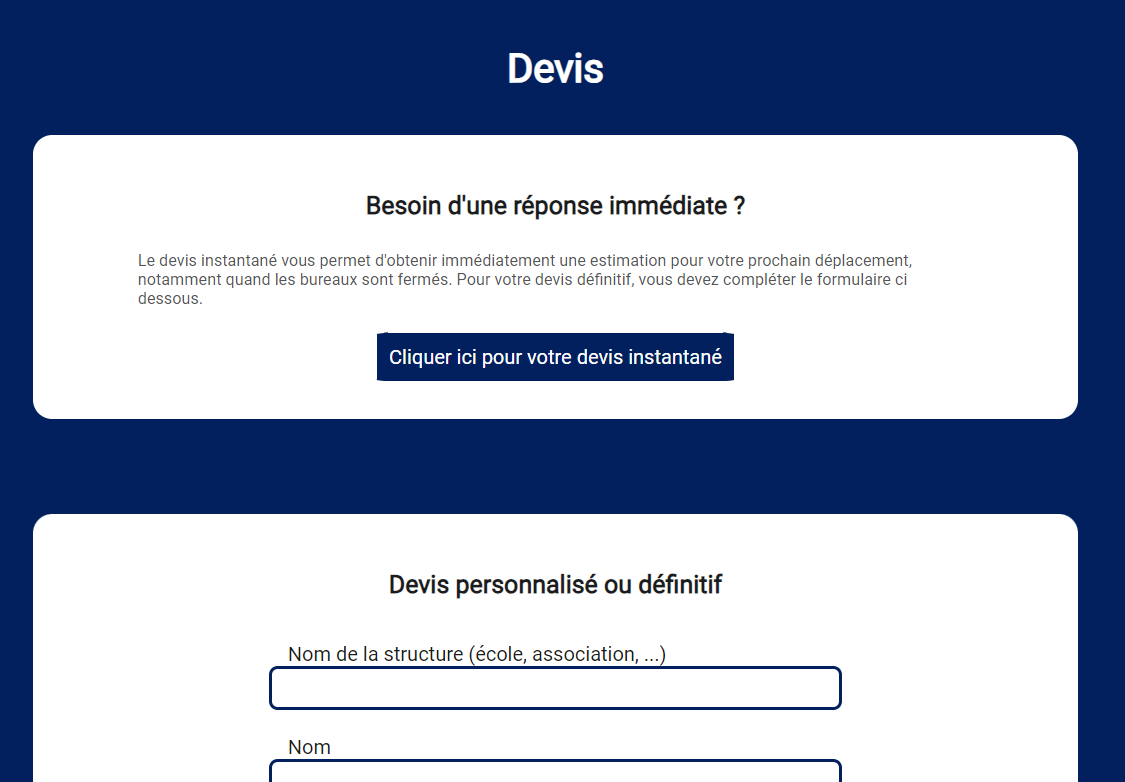 Devis
Besoin d'une réponse immédiate ?
Le devis instantané vous permet d'obtenir immédiatement une estimation pour votre prochain déplacement,
notamment quand les bureaux sont fermés. Pour votre devis définitif, vous devez compléter le formulaire ci
dessous.
Cliquer ici pour votre devis instantané
Devis personnalisé ou définitif
Nom de la structure (école, association, ...)
Nom